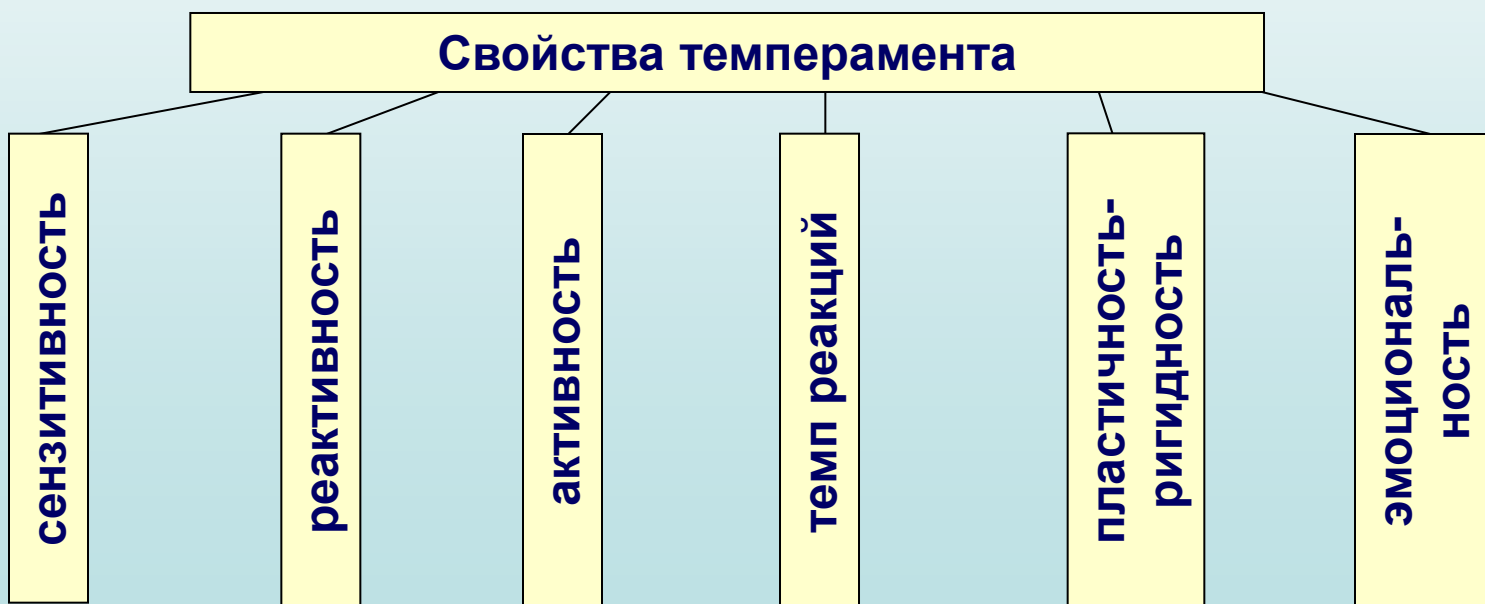 Свойства темперамента
сензитивность
реактивность
активность
темп реакций
пластичность-
ригидность
эмоциональ-
ность